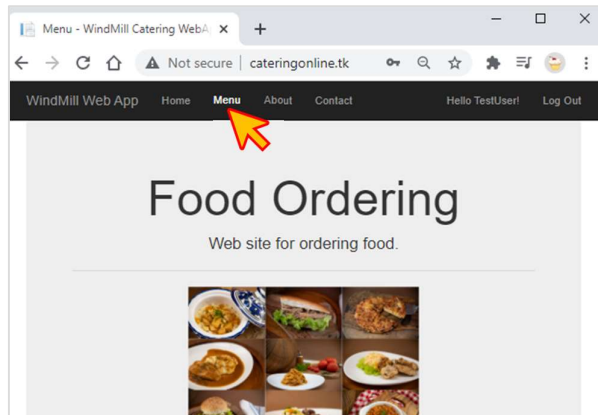 Menu - WindMill Catering WebA
Not secure | cateringonline.tk
WindMill Web App Home Menu About Contact Hello TestUser! Log Out
Food Ordering
Web site for ordering food.